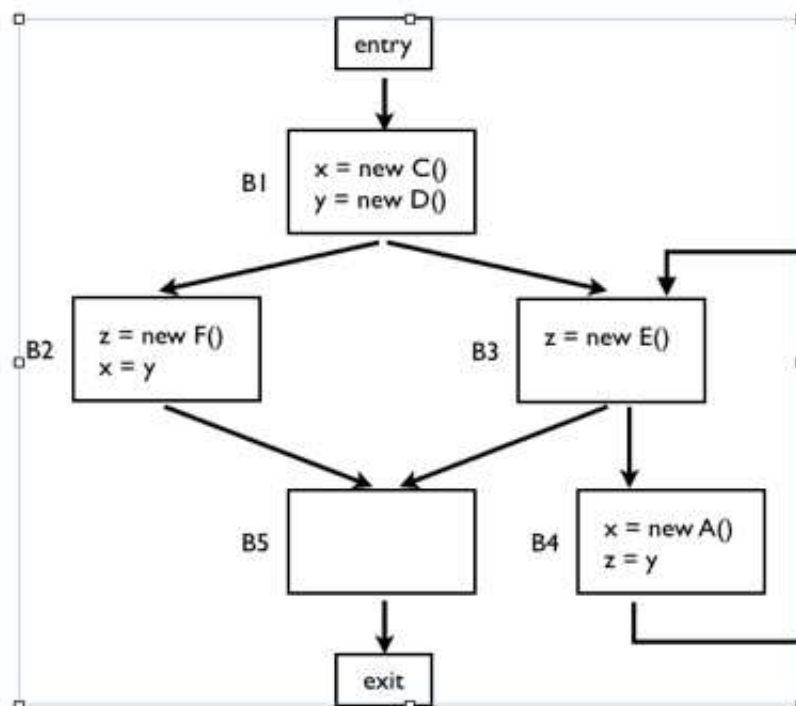 entry
B1
x = new C()
y = new D()
B2
z = new F()
x = y
B3
z = new E()
B5
B4
x = new A()
z = y
exit